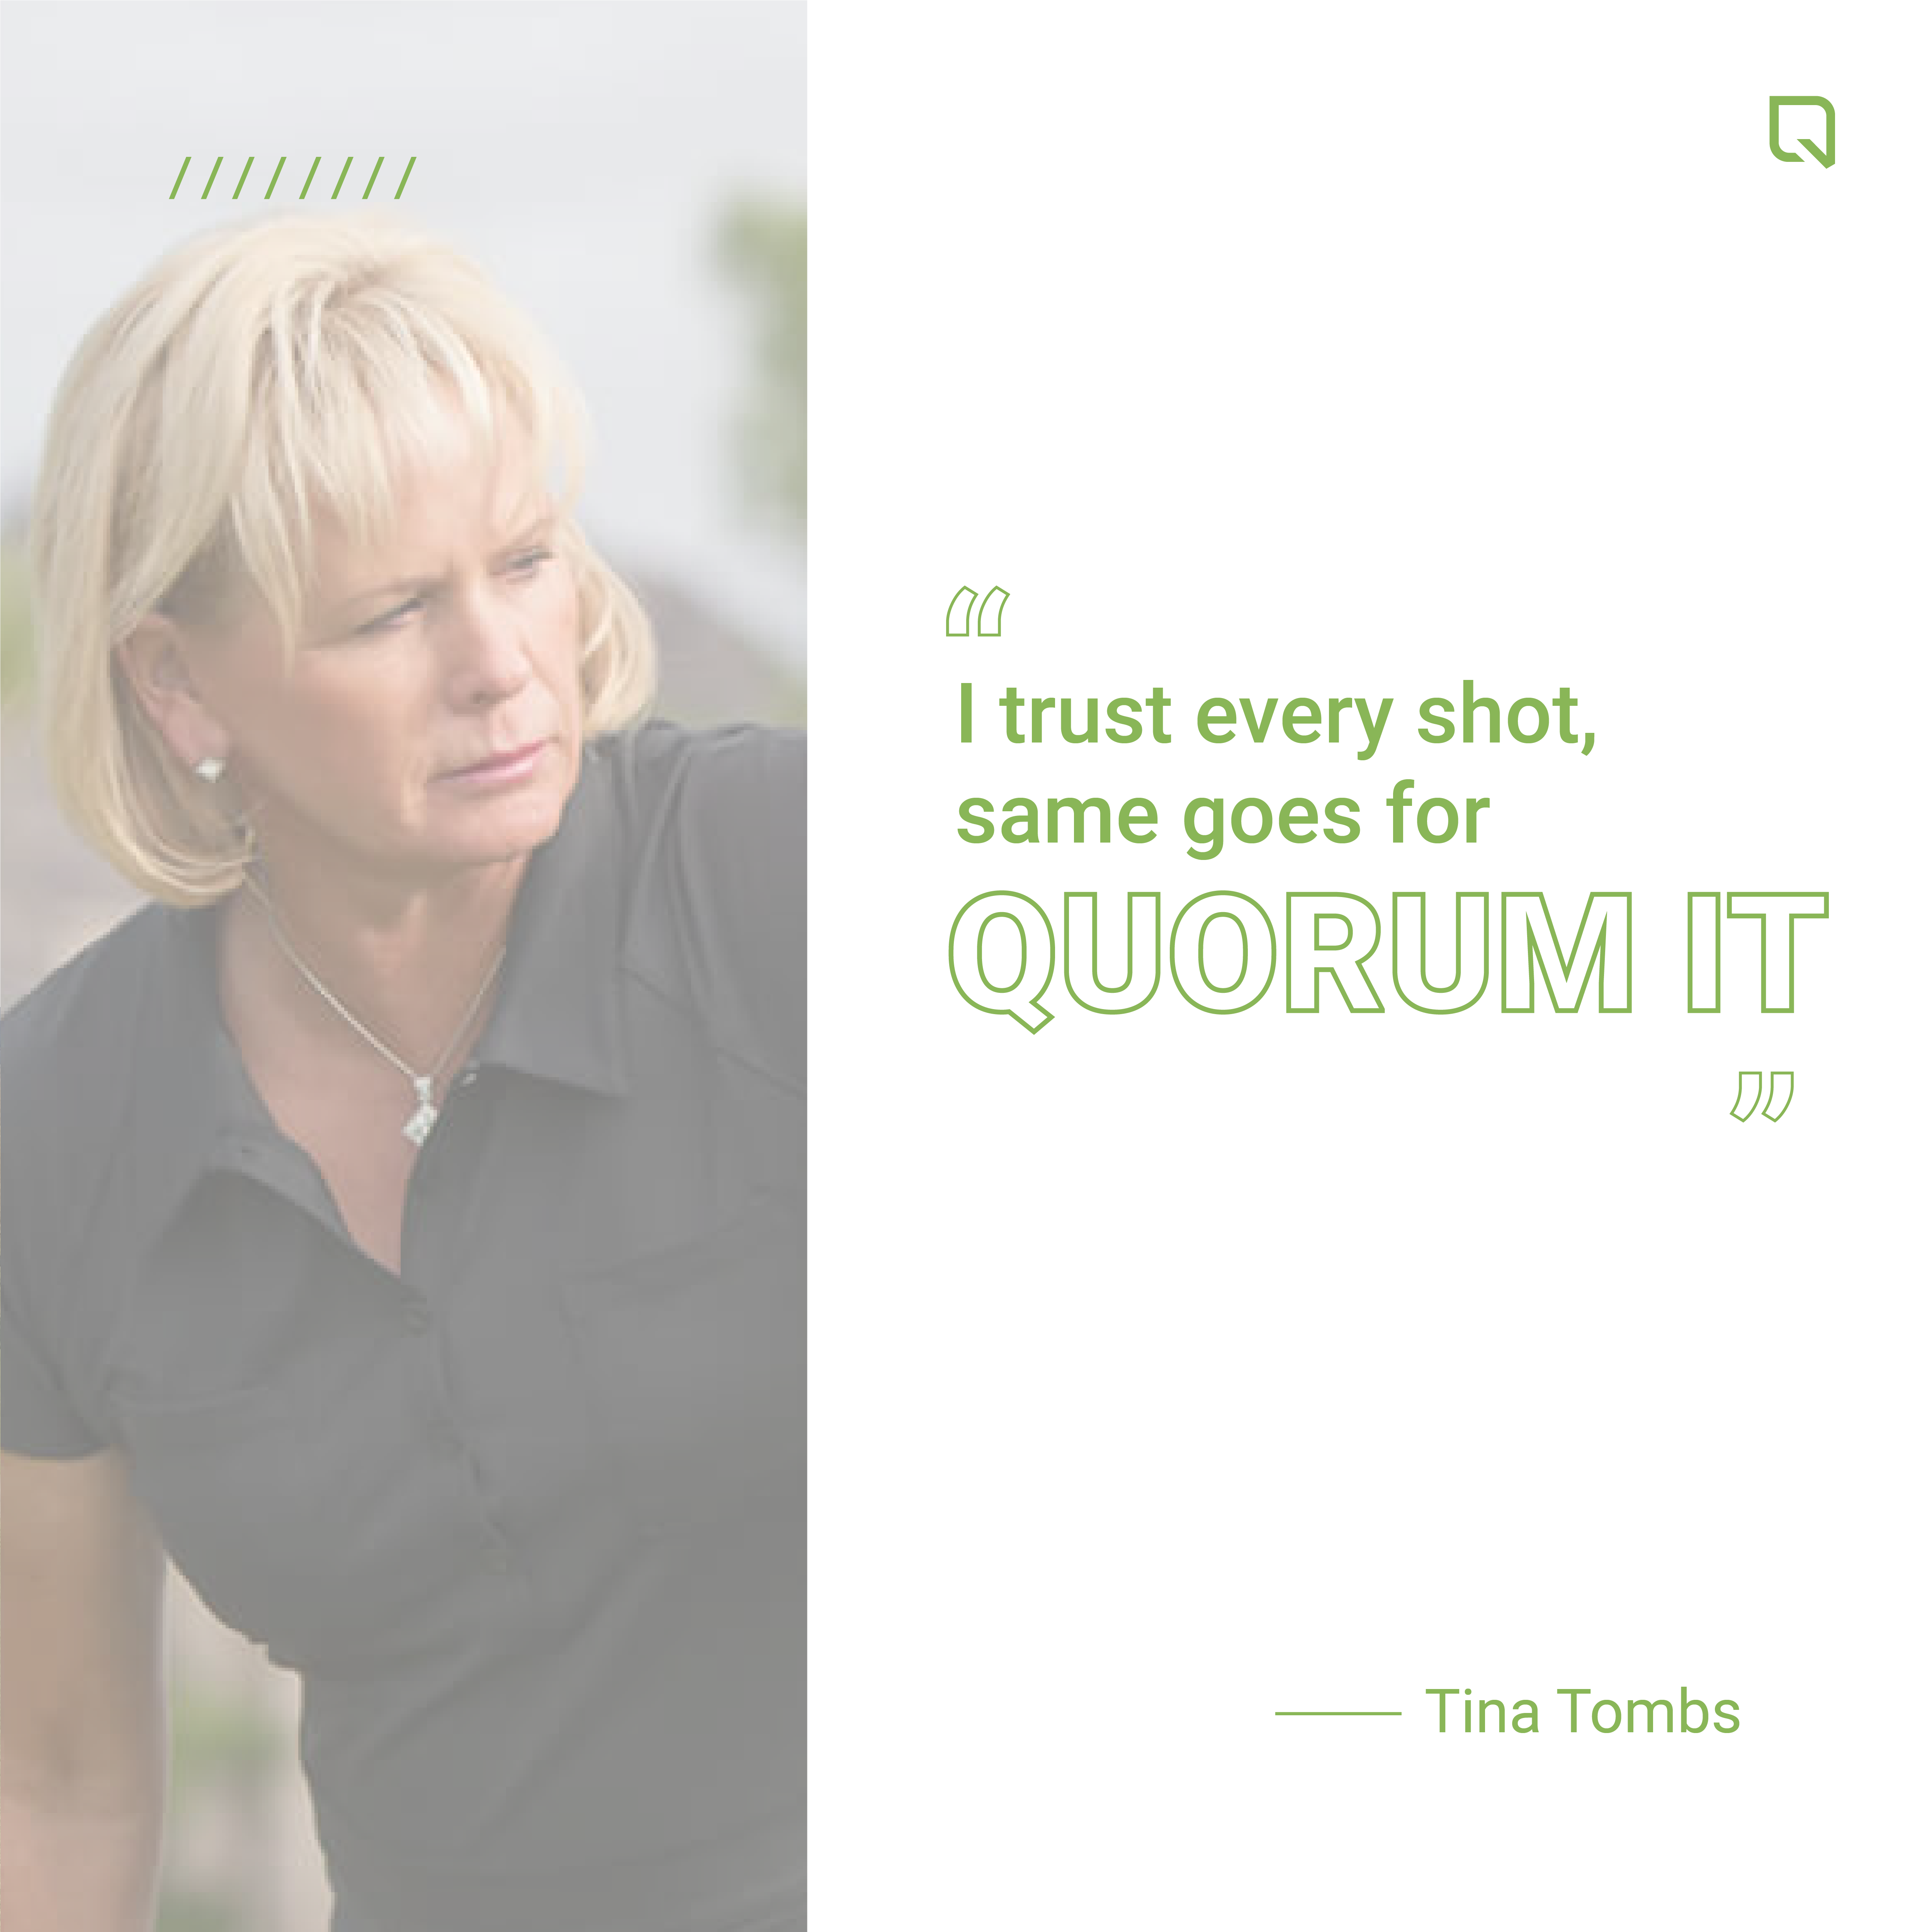 ////////
“
I trust every shot,
same goes for
QUORUM IT
”
Tina Tombs